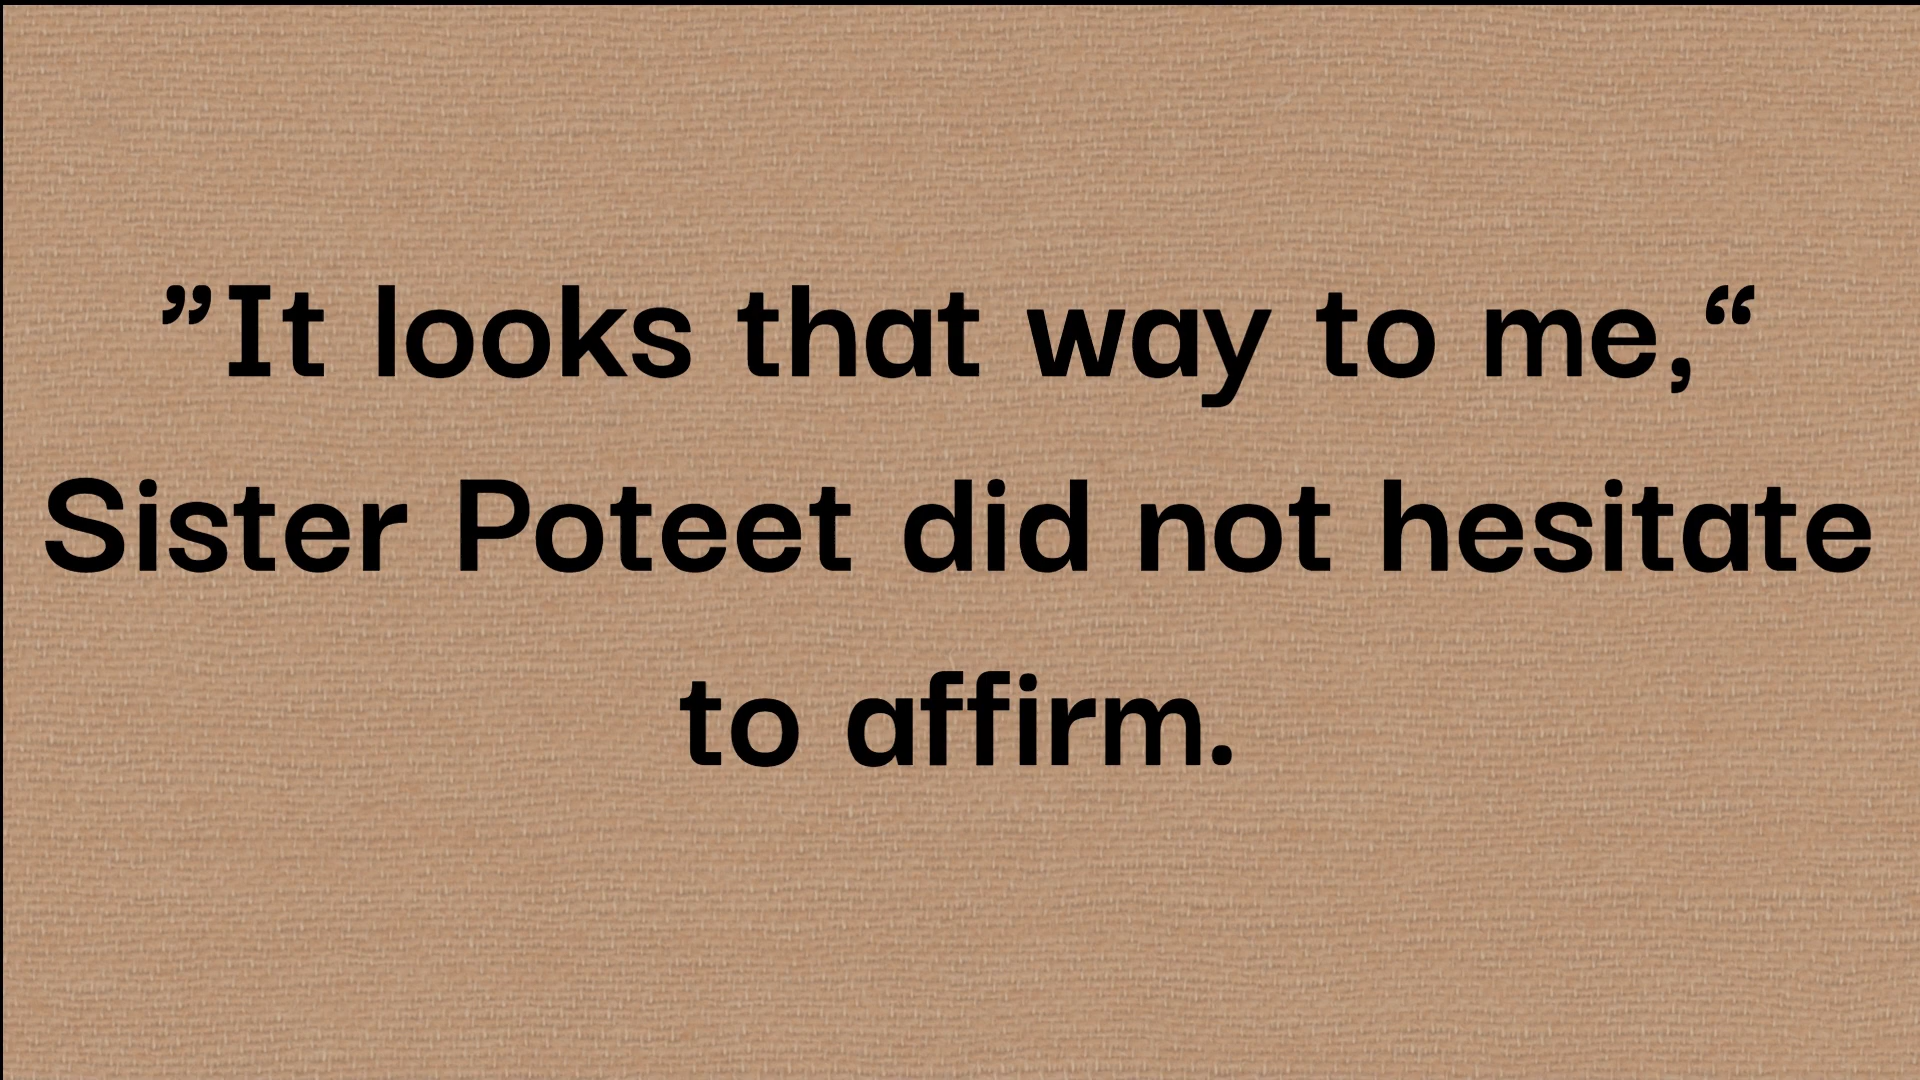 ”It looks that way to me,“
Sister Poteet did not hesitate
to affirm.